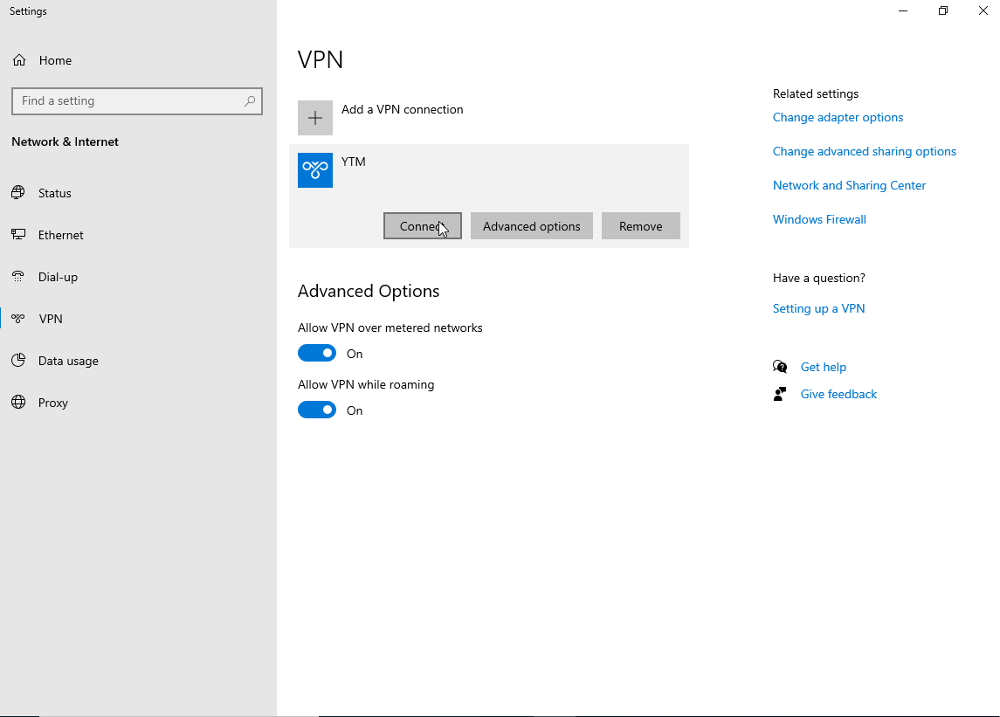 Settings
Home
Find a setting
Network & Internet
Status
Ethernet
Dial-up
VPN
Data usage
Proxy
VPN
Add a VPN connection
YTM
Connect
Advanced options
Remove
Advanced Options
Allow VPN over metered networks
On
Allow VPN while roaming
On
Related settings
Change adapter options
Change advanced sharing options
Network and Sharing Center
Windows Firewall
Have a question?
Setting up a VPN
Get help
Give feedback